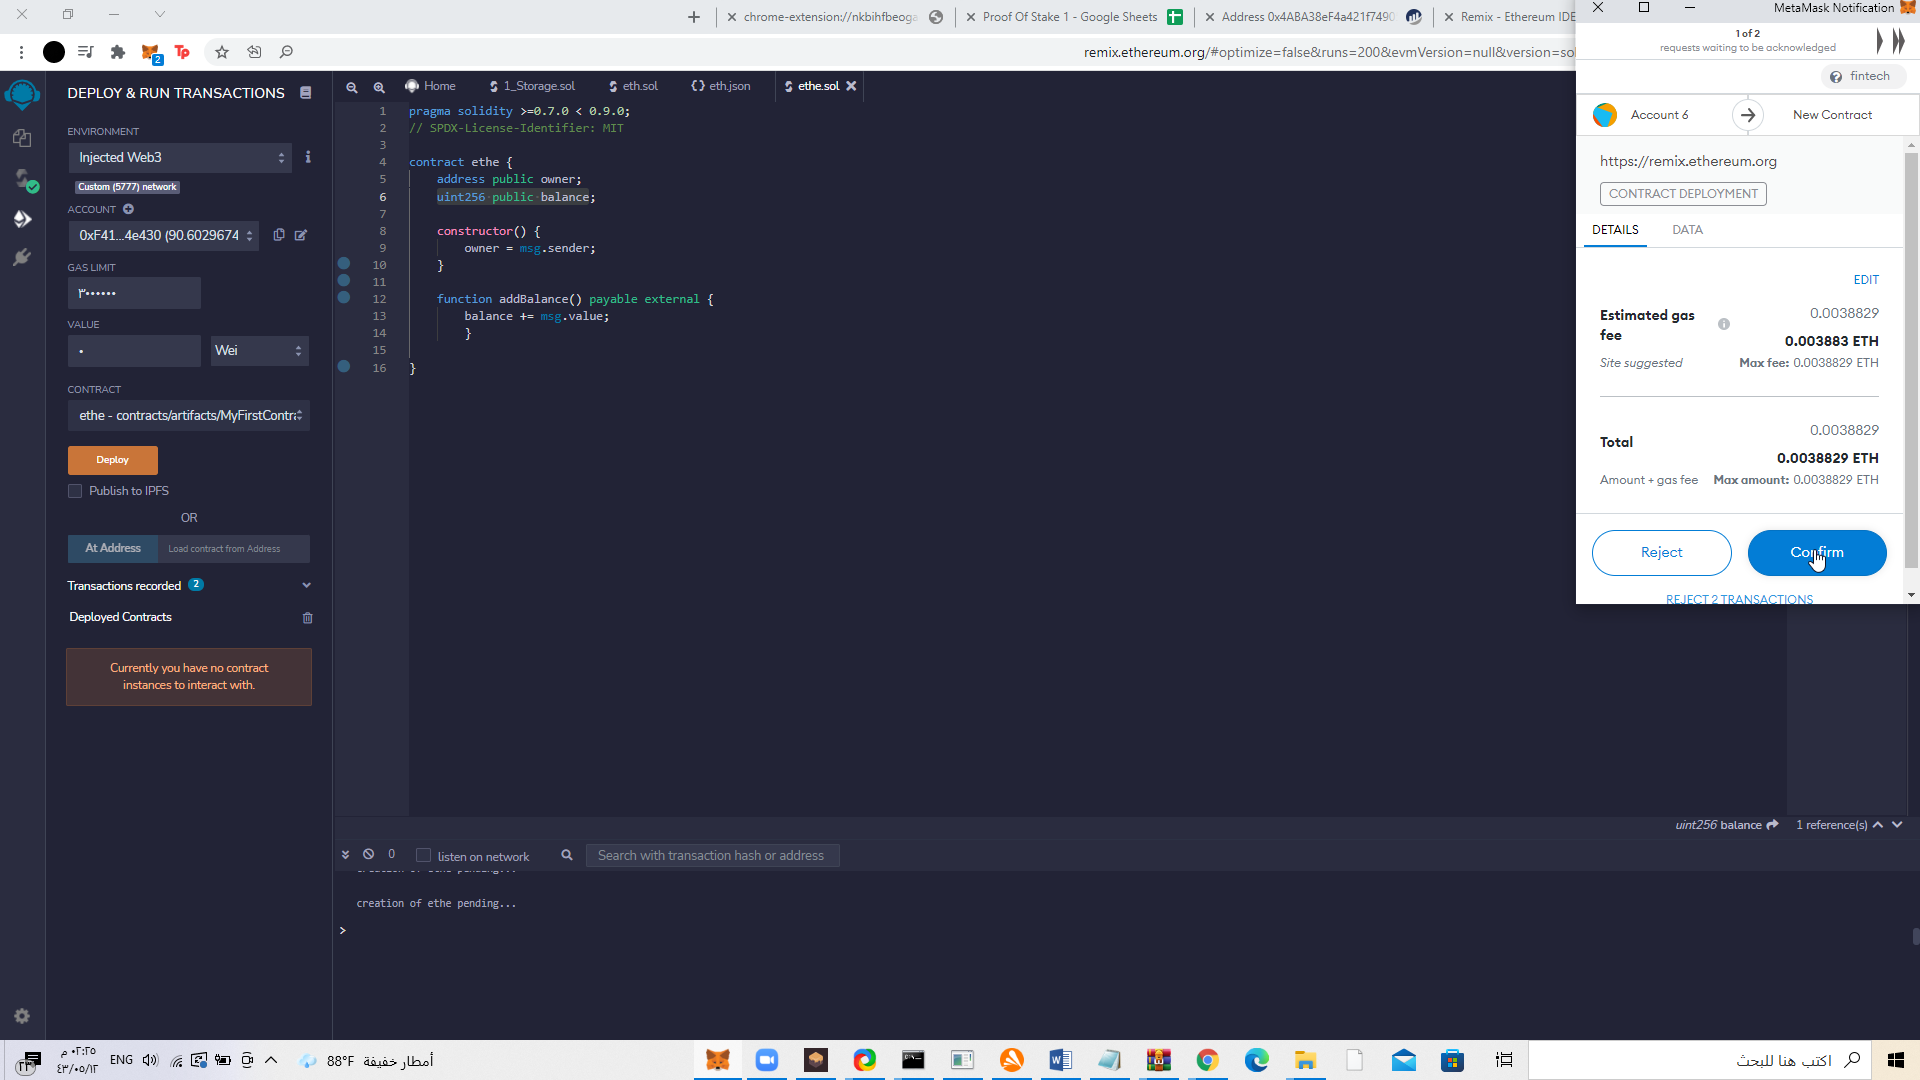 chrome-extension://nkbihfbeoga
Proof Of Stake 1 - Google Sheets
Address 0x4ABA38eF4a421f7490
Remix - Ethereum IDE
MetaMask Notification
2
remix.ethereum.org/#optimize=false&runs=200&evmVersion=null&version=sol
1 of 2
requests waiting to be acknowledged
fintech
Account 6
New Contract
https://remix.ethereum.org
CONTRACT DEPLOYMENT
DETAILS
DATA
EDIT
Estimated gas fee
0.0038829
0.003883 ETH
Site suggested
Max fee: 0.0038829 ETH
Total
0.0038829
0.0038829 ETH
Amount + gas fee
Max amount: 0.0038829 ETH
Reject
Confirm
REJECT 2 TRANSACTIONS
DEPLOY & RUN TRANSACTIONS
ENVIRONMENT
Injected Web3
Custom (5777) network
ACCOUNT
0xF41...4e430 (90.6029674
GAS LIMIT
٣٠٠٠٠٠٠
VALUE
٠
Wei
CONTRACT
ethe - contracts/artifacts/MyFirstContra
Deploy
Publish to IPFS
OR
At Address
Load contract from Address
Transactions recorded 2
Deployed Contracts
Currently you have no contract
instances to interact with.
Home
1_Storage.sol
eth.sol
eth.json
ethe.sol
1 pragma solidity >=0.7.0 < 0.9.0;
2 // SPDX-License-Identifier: MIT
3
4 contract ethe {
5 address public owner;
6 uint256 public balance;
7
8 constructor() {
9 owner = msg.sender;
10 }
11
12 function addBalance() payable external {
13 balance += msg.value;
14 }
15
16 }
uint256 balance
1 reference(s)
0
listen on network
Search with transaction hash or address
creation of ethe pending...
creation of ethe pending...
>
٠٢:٢٥ م
٤٣/٠٥/١٢
ENG
88°F أمطار خفيفة
اكتب هنا للبحث